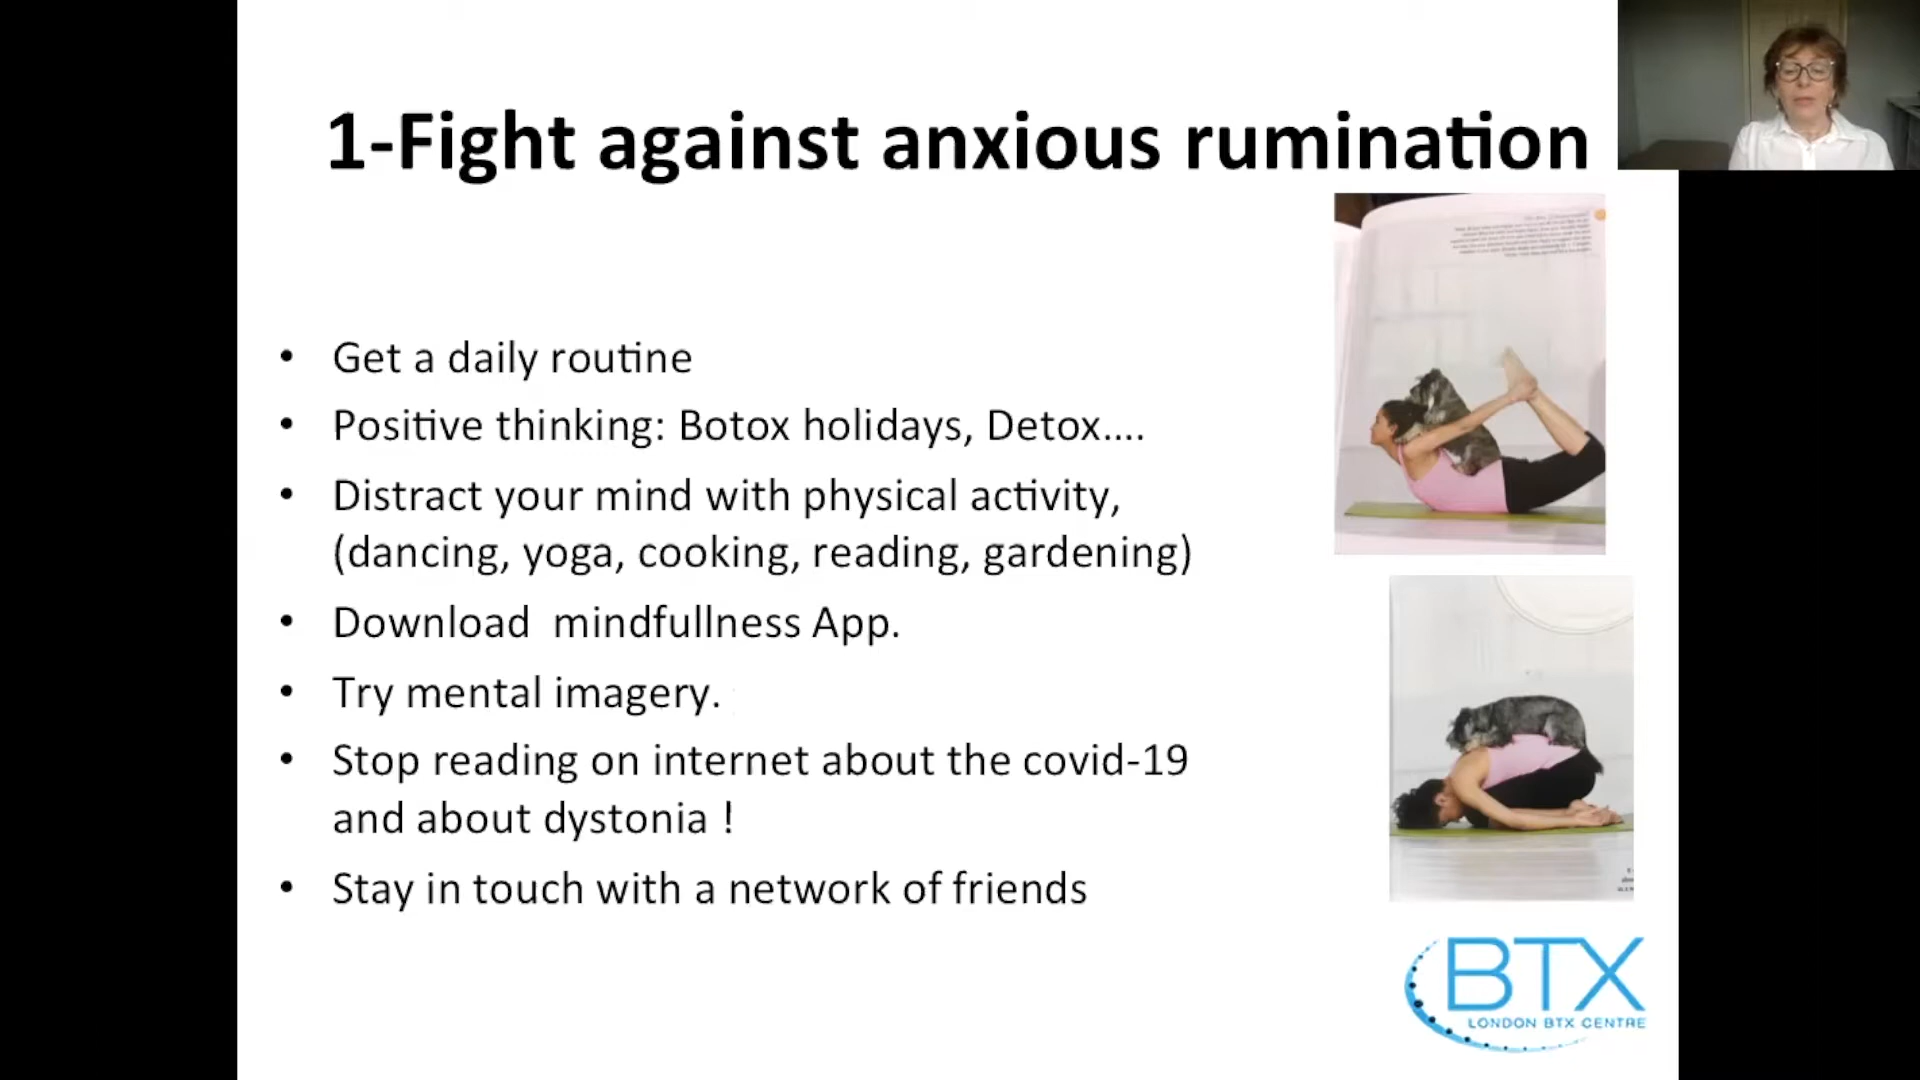 1-Fight against anxious rumination
• Get a daily routine
• Positive thinking: Botox holidays, Detox....
• Distract your mind with physical activity,
(dancing, yoga, cooking, reading, gardening)
• Download  mindfullness App.
• Try mental imagery.
• Stop reading on internet about the covid-19
and about dystonia !
• Stay in touch with a network of friends
BTX
LONDON BTX CENTRE